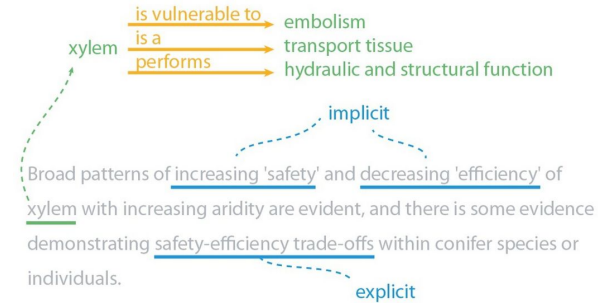 is vulnerable to
embolism
is a
xylem
transport tissue
performs
hydraulic and structural function
implicit
Broad patterns of increasing 'safety' and decreasing 'efficiency' of
xylem with increasing aridity are evident, and there is some evidence
demonstrating safety-efficiency trade-offs within conifer species or
individuals.
explicit